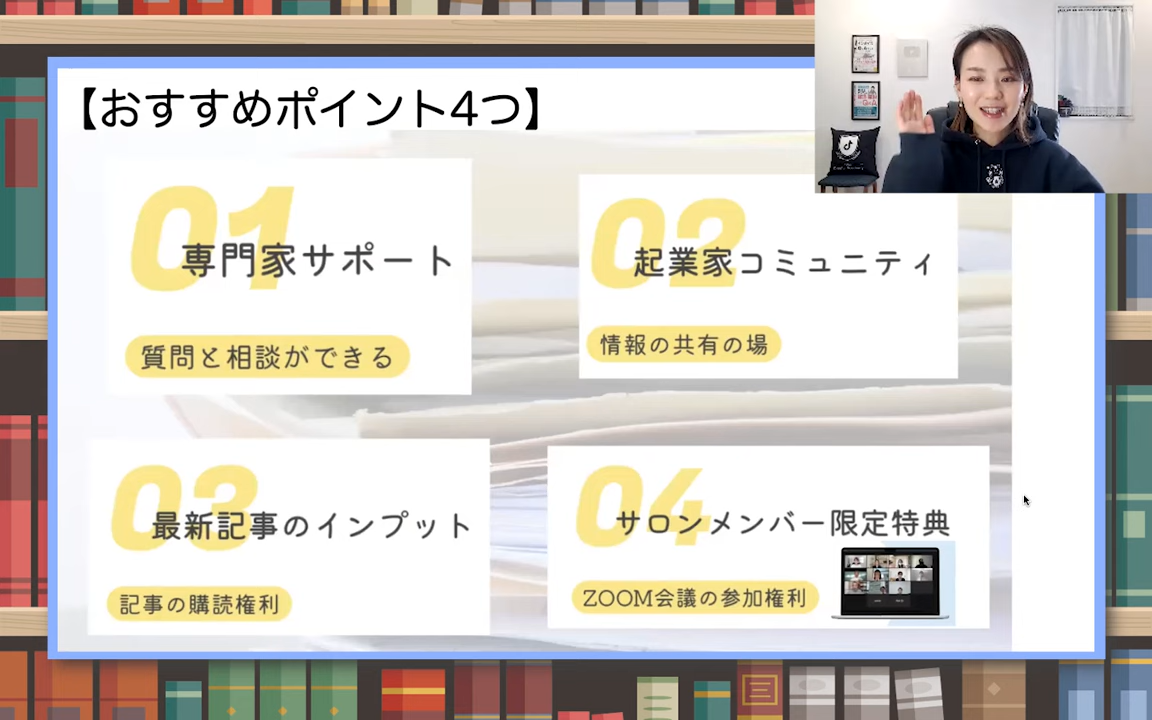 【おすすめポイント4つ】
01
専門家サポート
質問と相談ができる
02
起業家コミュニティ
情報の共有の場
03
最新記事のインプット
記事の購読権利
04
サロンメンバー限定特典
ZOOM会議の参加権利